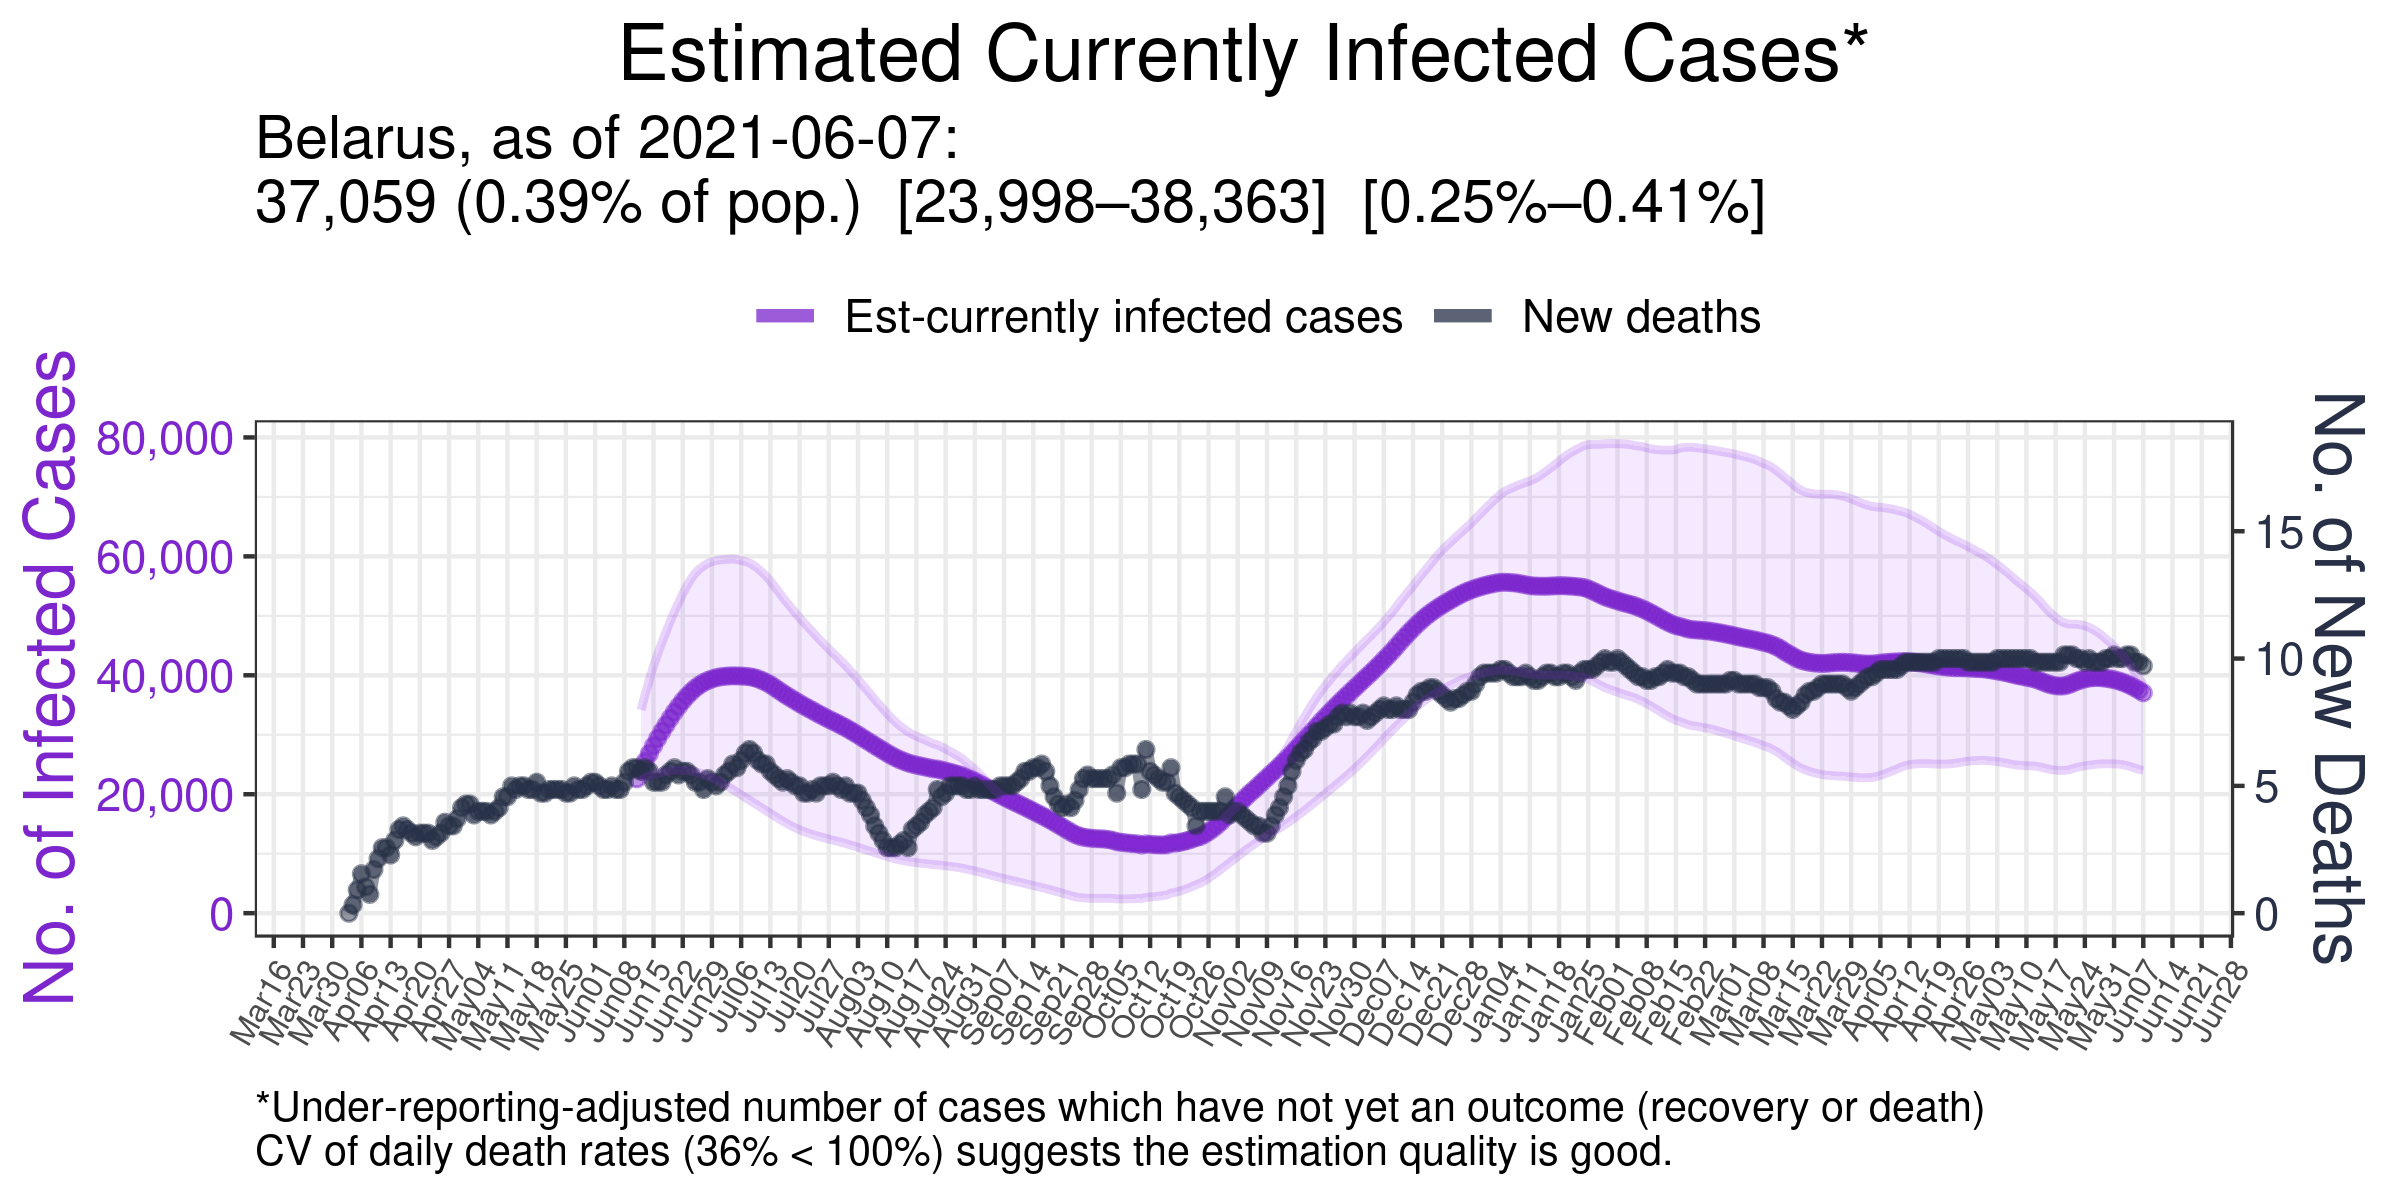 Estimated Currently Infected Cases*
Belarus, as of 2021-06-07:
37,059 (0.39% of pop.)  [23,998–38,363]  [0.25%–0.41%]
Est-currently infected cases
New deaths
No. of Infected Cases
80,000
60,000
40,000
20,000
0
15
10
5
0
No. of New Deaths
Mar16
Mar23
Mar30
Apr06
Apr13
Apr20
Apr27
May04
May11
May18
May25
Jun01
Jun08
Jun15
Jun22
Jun29
Jul06
Jul13
Jul20
Jul27
Aug03
Aug10
Aug17
Aug24
Aug31
Sep07
Sep14
Sep21
Sep28
Oct05
Oct12
Oct19
Oct26
Nov02
Nov09
Nov16
Nov23
Nov30
Dec07
Dec14
Dec21
Dec28
Jan04
Jan11
Jan18
Jan25
Feb01
Feb08
Feb15
Feb22
Mar01
Mar08
Mar15
Mar22
Mar29
Apr05
Apr12
Apr19
Apr26
May03
May10
May17
May24
May31
Jun07
Jun14
Jun21
Jun28
*Under-reporting-adjusted number of cases which have not yet an outcome (recovery or death)
CV of daily death rates (36% < 100%) suggests the estimation quality is good.